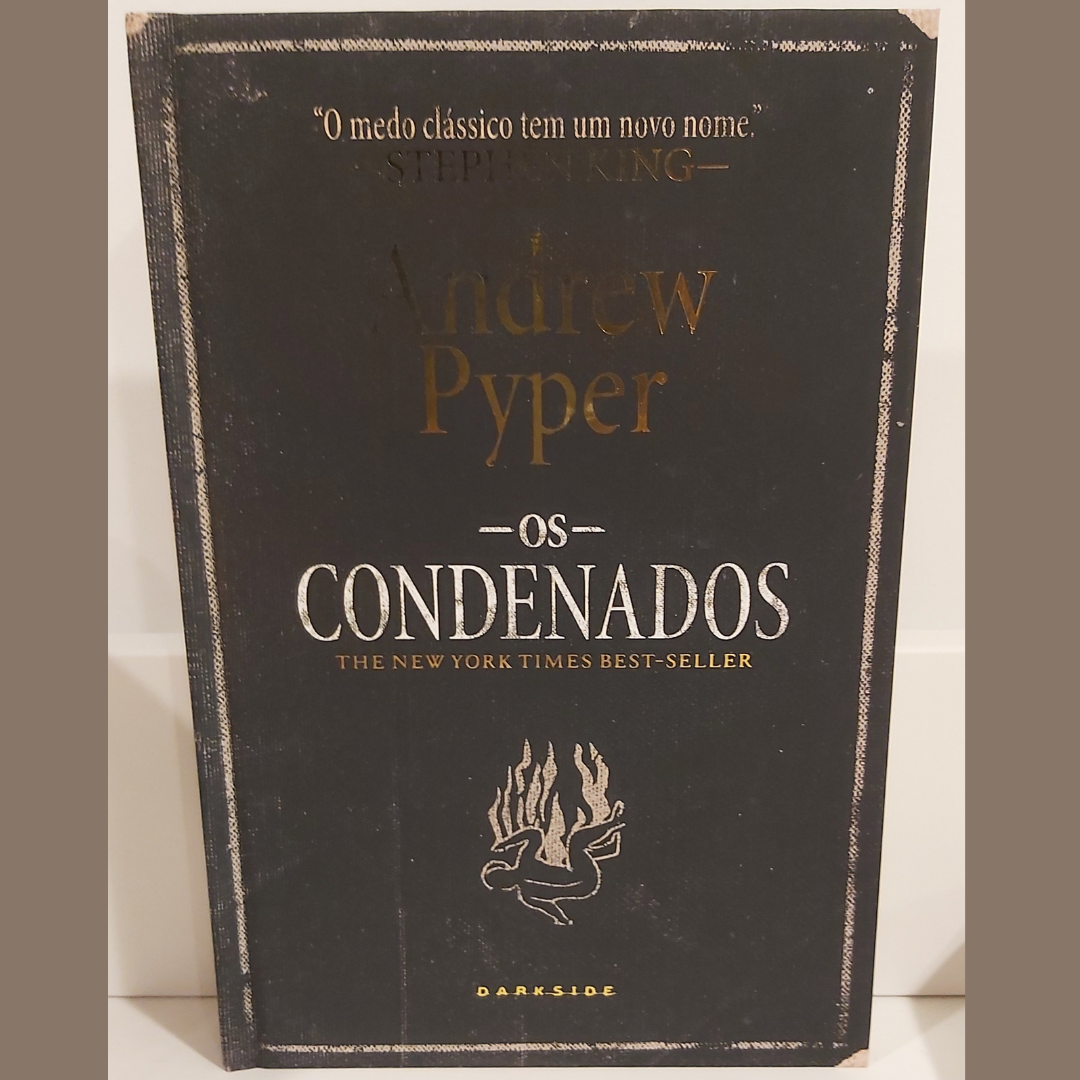 “O medo clássico tem um novo nome.”
—STEPHEN KING—
Andrew
Pyper
—OS—
CONDENADOS
THE NEW YORK TIMES BEST-SELLER
DARKSIDE